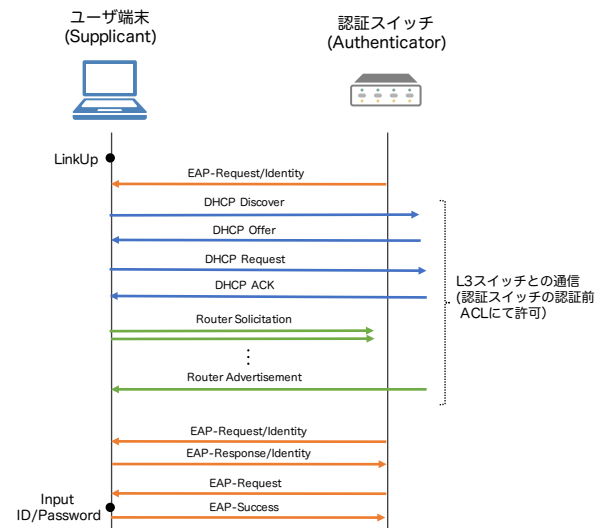 ユーザ端末
(Supplicant)
認証スイッチ
(Authenticator)
LinkUp
EAP-Request/Identity
DHCP Discover
DHCP Offer
DHCP Request
DHCP ACK
Router Solicitation
⋮
Router Advertisement
L3スイッチとの通信
(認証スイッチの認証前
ACLにて許可)
EAP-Request/Identity
EAP-Response/Identity
EAP-Request
Input
ID/Password
EAP-Success